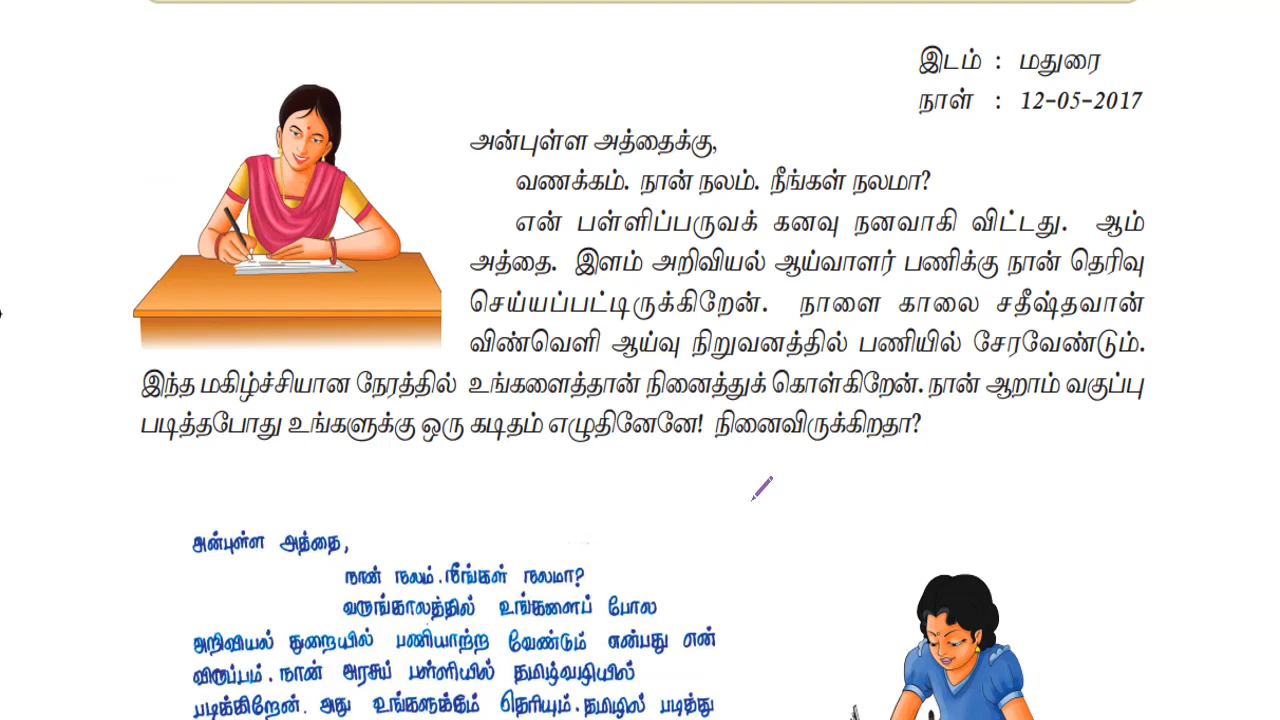 இடம் : மதுரை
நாள் : 12-05-2017
அன்புள்ள அத்தைக்கு,
வணக்கம். நான் நலம். நீங்கள் நலமா?
என் பள்ளிப்பருவக் கனவு நனவாகி விட்டது. ஆம்
அத்தை. இளம் அறிவியல் ஆய்வாளர் பணிக்கு நான் தெரிவு
செய்யப்பட்டிருக்கிறேன். நாளை காலை சதீஷ்தவான்
விண்வெளி ஆய்வு நிறுவனத்தில் பணியில் சேரவேண்டும்.
இந்த மகிழ்ச்சியான நேரத்தில் உங்களைத்தான் நினைத்துக் கொள்கிறேன். நான் ஆறாம் வகுப்பு
படித்தபோது உங்களுக்கு ஒரு கடிதம் எழுதினேனே! நினைவிருக்கிறதா?
அன்புள்ள அத்தை,
நான் நலம். நீங்கள் நலமா?
வருங்காலத்தில் உங்களைப் போல
அறிவியல் துறையில் பணியாற்ற வேண்டும் என்பது என்
விருப்பம். நான் அரசுப் பள்ளியில் தமிழ்வழியில்
படிக்கிறேன். அது உங்களுக்கும் தெரியும். தமிழில் படித்து